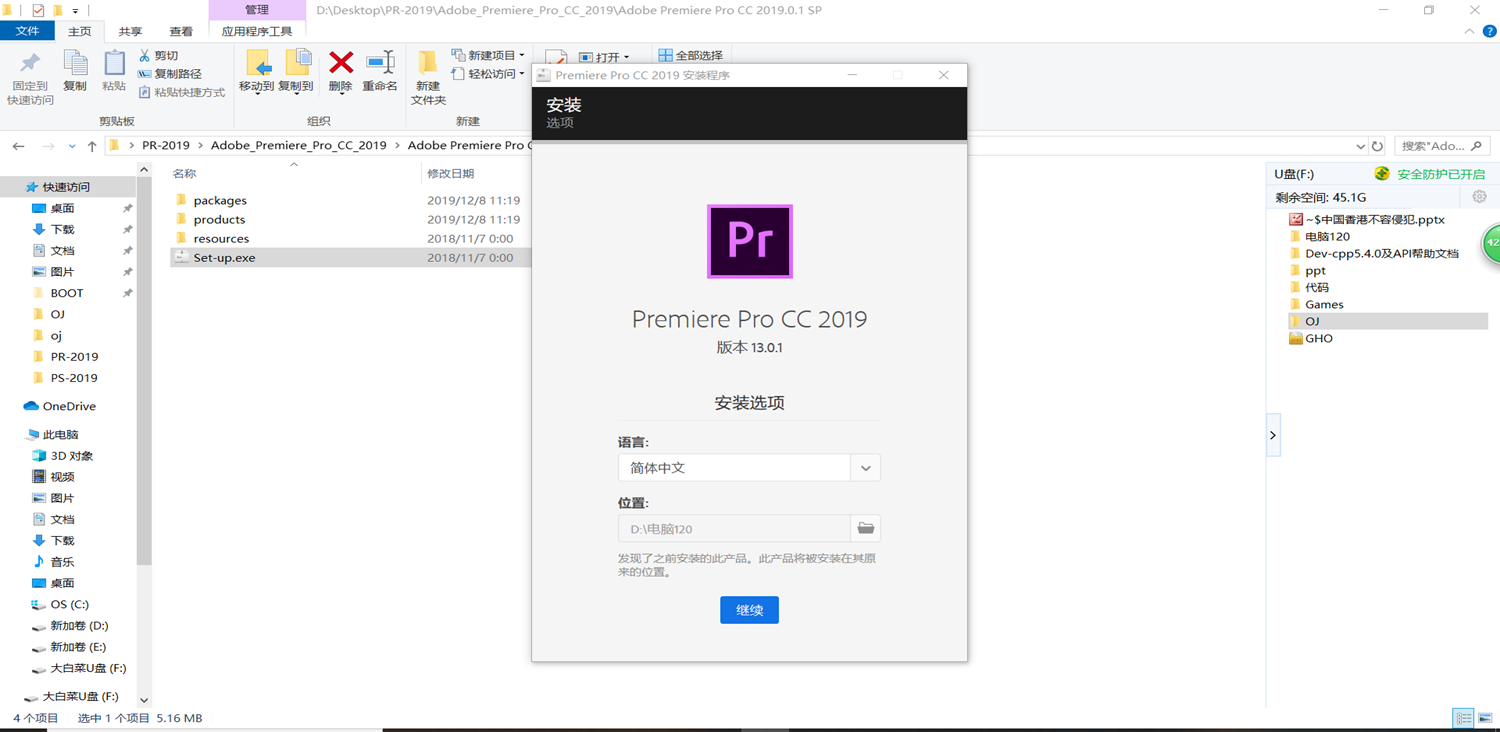 管理
D:\Desktop\PR-2019\Adobe_Premiere_Pro_CC_2019\Adobe Premiere Pro CC 2019.0.1 SP
文件
主页
共享
查看
应用程序工具
固定到
快速访问
复制
粘贴
剪切
复制路径
粘贴快捷方式
剪贴板
移动到
复制到
删除
重命名
组织
新建
文件夹
新建项目
轻松访问
新建
打开
全部选择
PR-2019
Adobe_Premiere_Pro_CC_2019
Adobe Premiere Pro C
搜索"Ado...
快速访问
桌面
下载
文档
图片
BOOT
OJ
oj
PR-2019
PS-2019
OneDrive
此电脑
3D 对象
视频
图片
文档
下载
音乐
桌面
OS (C:)
新加卷 (D:)
新加卷 (E:)
大白菜U盘 (F:)
大白菜U盘 (F:)
名称
修改日期
packages 2019/12/8 11:19
products 2019/12/8 11:19
resources 2018/11/7 0:00
Set-up.exe 2018/11/7 0:00
Premiere Pro CC 2019 安装程序
安装
选项
Pr
Premiere Pro CC 2019
版本 13.0.1
安装选项
语言:
简体中文
位置:
D:\电脑120
发现了之前安装的此产品。此产品将被安装在其原
来的位置。
继续
U盘(F:)
安全防护已开启
剩余空间: 45.1G
~$中国香港不容侵犯.pptx
电脑120
Dev-cpp5.4.0及API帮助文档
ppt
代码
Games
OJ
GHO
42
4 个项目
选中 1 个项目 5.16 MB